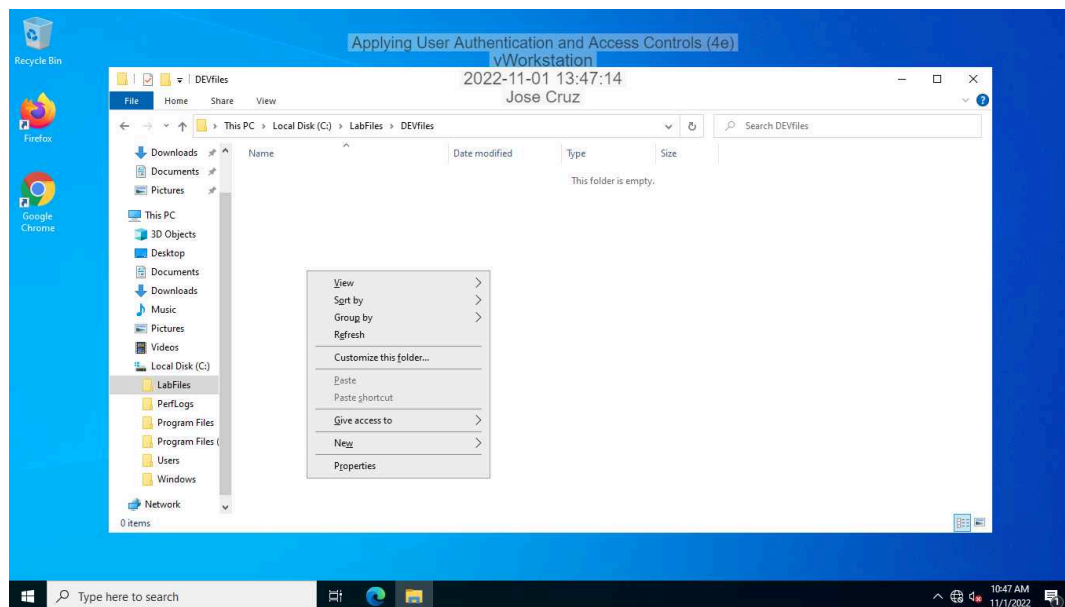 Recycle Bin
Firefox
Google
Chrome
Applying User Authentication and Access Controls (4e)
vWorkstation
2022-11-01 13:47:14
Jose Cruz
DEVfiles
File Home Share View
This PC > Local Disk (C:) > LabFiles > DEVfiles
Search DEVfiles
Downloads
Documents
Pictures
This PC
3D Objects
Desktop
Documents
Downloads
Music
Pictures
Videos
Local Disk (C:)
LabFiles
PerfLogs
Program Files
Program Files (
Users
Windows
Network
Name Date modified Type Size
This folder is empty.
View
Sort by
Group by
Refresh
Customize this folder...
Paste
Paste shortcut
Give access to
New
Properties
0 items
Type here to search
10:47 AM
11/1/2022
1